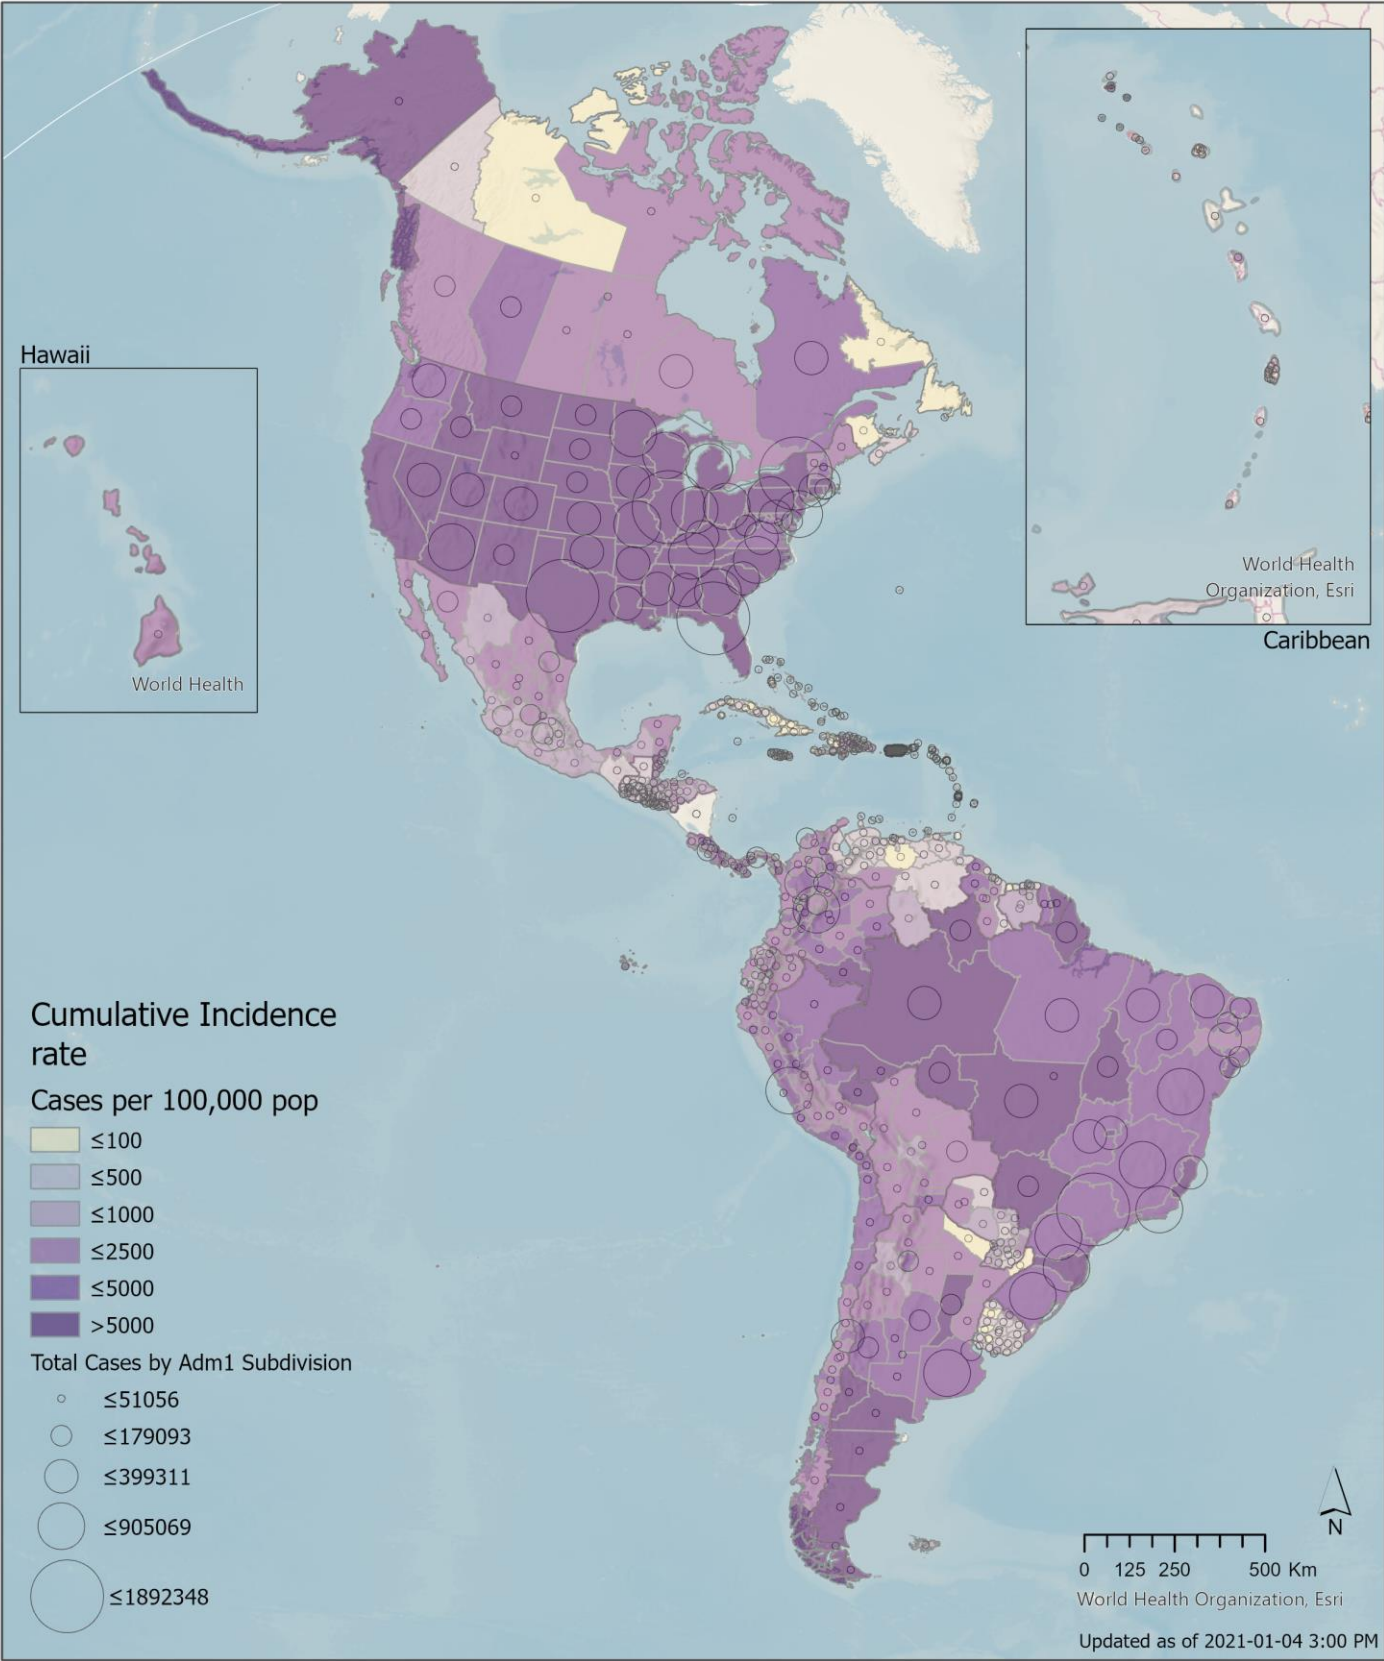 Hawaii
World Health
World Health
Organization, Esri
Caribbean
Cumulative Incidence
rate
Cases per 100,000 pop
≤100
≤500
≤1000
≤2500
≤5000
>5000
Total Cases by Adm1 Subdivision
≤51056
≤179093
≤399311
≤905069
≤1892348
N
0 125 250 500 Km
World Health Organization, Esri
Updated as of 2021-01-04 3:00 PM